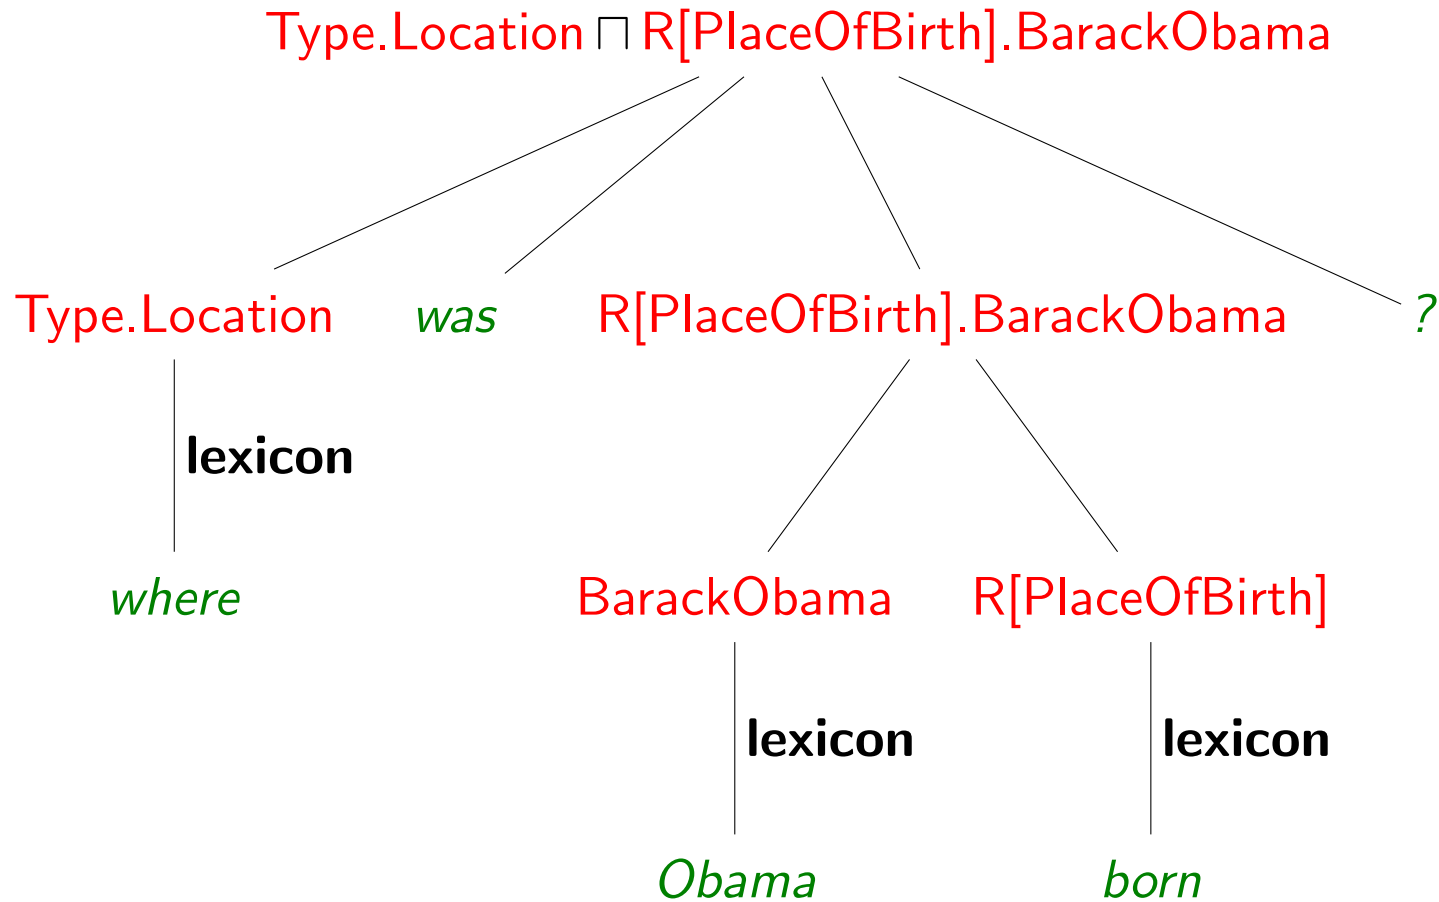 Type.Location ⊓ R[PlaceOfBirth].BarackObama
Type.Location was R[PlaceOfBirth].BarackObama ?
lexicon
where BarackObama R[PlaceOfBirth]
lexicon lexicon
Obama born